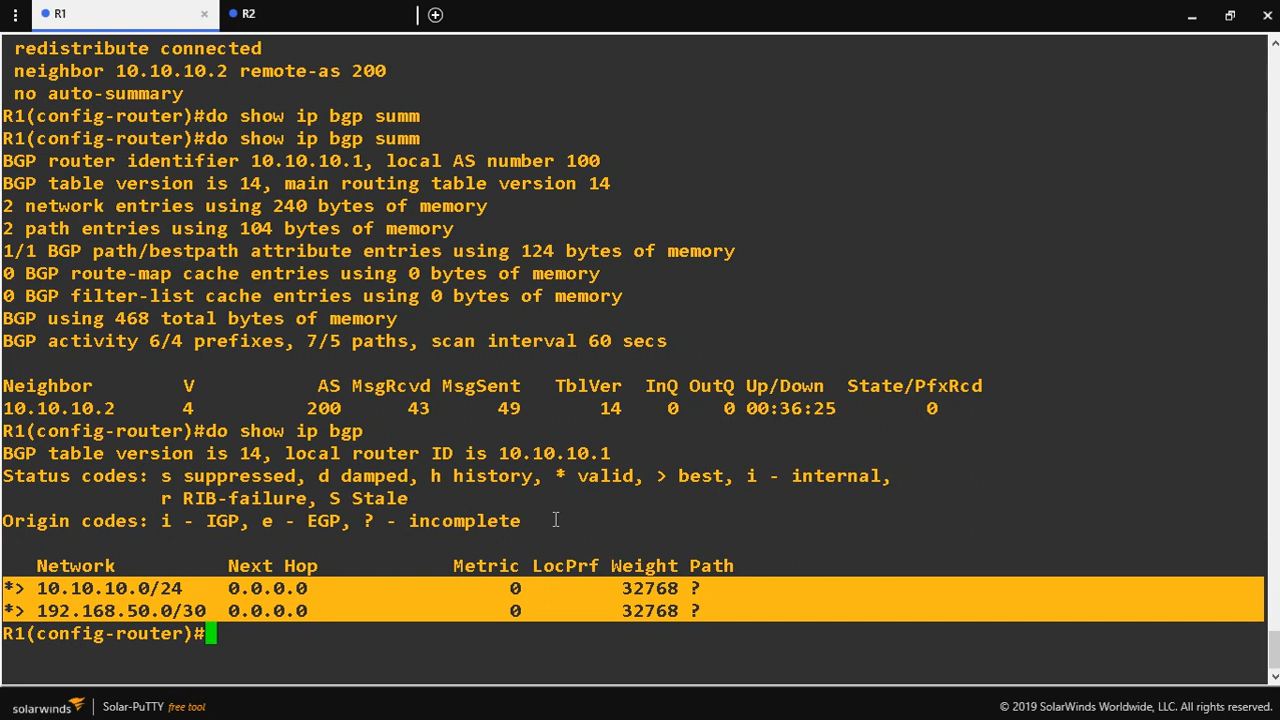 R1
R2
redistribute connected
neighbor 10.10.10.2 remote-as 200
no auto-summary
R1(config-router)#do show ip bgp summ
R1(config-router)#do show ip bgp summ
BGP router identifier 10.10.10.1, local AS number 100
BGP table version is 14, main routing table version 14
2 network entries using 240 bytes of memory
2 path entries using 104 bytes of memory
1/1 BGP path/bestpath attribute entries using 124 bytes of memory
0 BGP route-map cache entries using 0 bytes of memory
0 BGP filter-list cache entries using 0 bytes of memory
BGP using 468 total bytes of memory
BGP activity 6/4 prefixes, 7/5 paths, scan interval 60 secs
Neighbor V AS MsgRcvd MsgSent TblVer InQ OutQ Up/Down State/PfxRcd
10.10.10.2 4 200 43 49 14 0 0 00:36:25 0
R1(config-router)#do show ip bgp
BGP table version is 14, local router ID is 10.10.10.1
Status codes: s suppressed, d damped, h history, * valid, > best, i - internal,
r RIB-failure, S Stale
Origin codes: i - IGP, e - EGP, ? - incomplete
Network Next Hop Metric LocPrf Weight Path
*> 10.10.10.0/24 0.0.0.0 0 32768 ?
*> 192.168.50.0/30 0.0.0.0 0 32768 ?
R1(config-router)#
solarwinds Solar-PuTTY free tool © 2019 SolarWinds Worldwide, LLC. All rights reserved.